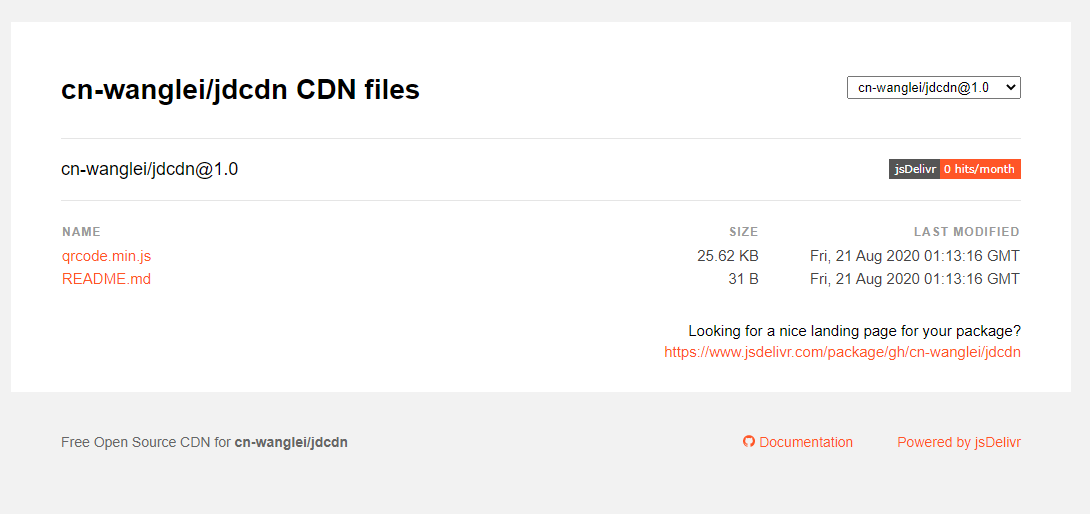 cn-wanglei/jdcdn CDN files
cn-wanglei/jdcdn@1.0
cn-wanglei/jdcdn@1.0
jsDelivr 0 hits/month
NAME SIZE LAST MODIFIED
qrcode.min.js 25.62 KB Fri, 21 Aug 2020 01:13:16 GMT
README.md 31 B Fri, 21 Aug 2020 01:13:16 GMT
Looking for a nice landing page for your package?
https://www.jsdelivr.com/package/gh/cn-wanglei/jdcdn
Free Open Source CDN for cn-wanglei/jdcdn
Documentation
Powered by jsDelivr